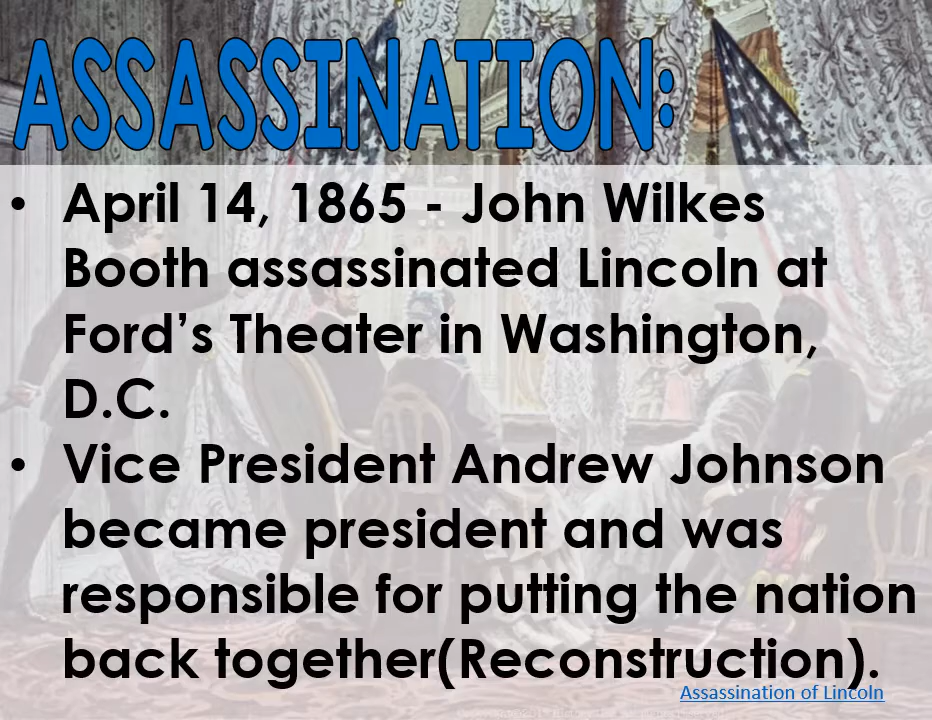 ASSASSINATION:
• April 14, 1865 - John Wilkes
Booth assassinated Lincoln at
Ford’s Theater in Washington,
D.C.
• Vice President Andrew Johnson
became president and was
responsible for putting the nation
back together(Reconstruction).
Assassination of Lincoln